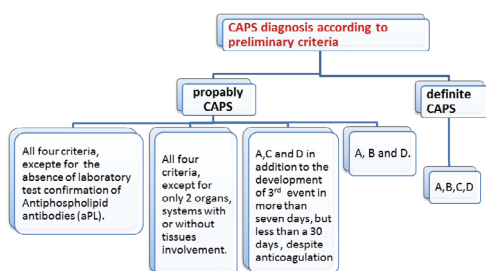 CAPS diagnosis according to
preliminary criteria
propably
CAPS
definite
CAPS
All four criteria,
excepte for the
absence of laboratory
test confirmation of
Antiphospholipid
antibodies (aPL).
All four
criteria,
except for
only 2 organs,
systems with
or without
tissues
involvement.
A,C and D in
addition to the
development of
3rd event in
more than
seven days, but
less than a 30
days , despite
anticoagulation
A, B and D.
A,B,C,D